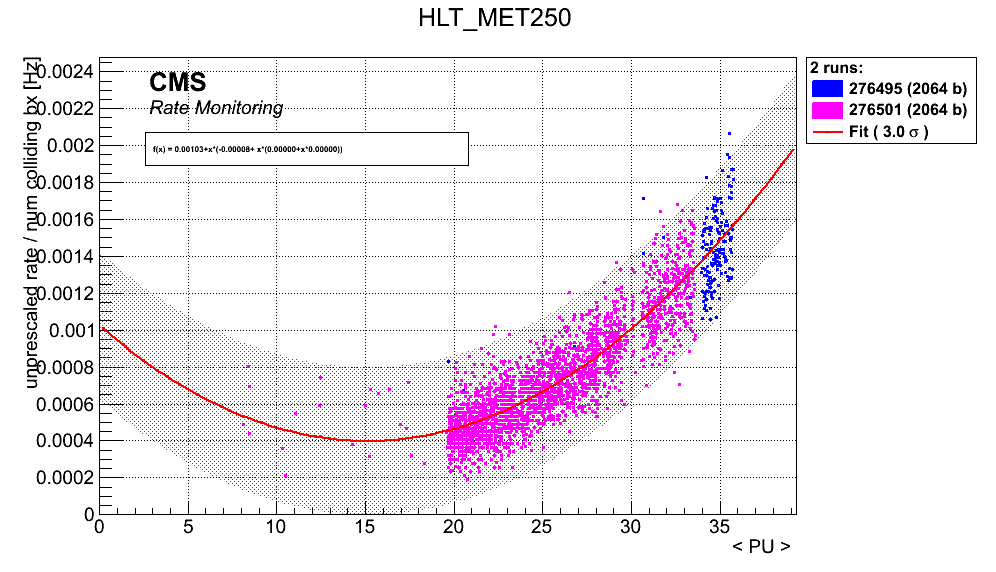 HLT_MET250
unprescaled rate / num colliding bx [Hz]
0.0024
0.0022
0.002
0.0018
0.0016
0.0014
0.0012
0.001
0.0008
0.0006
0.0004
0.0002
0
CMS
Rate Monitoring
f(x) = 0.00103+x*(-0.00008+ x*(0.00000+x*0.00000))
2 runs:
276495 (2064 b)
276501 (2064 b)
Fit ( 3.0 σ )
0 5 10 15 20 25 30 35
< PU >